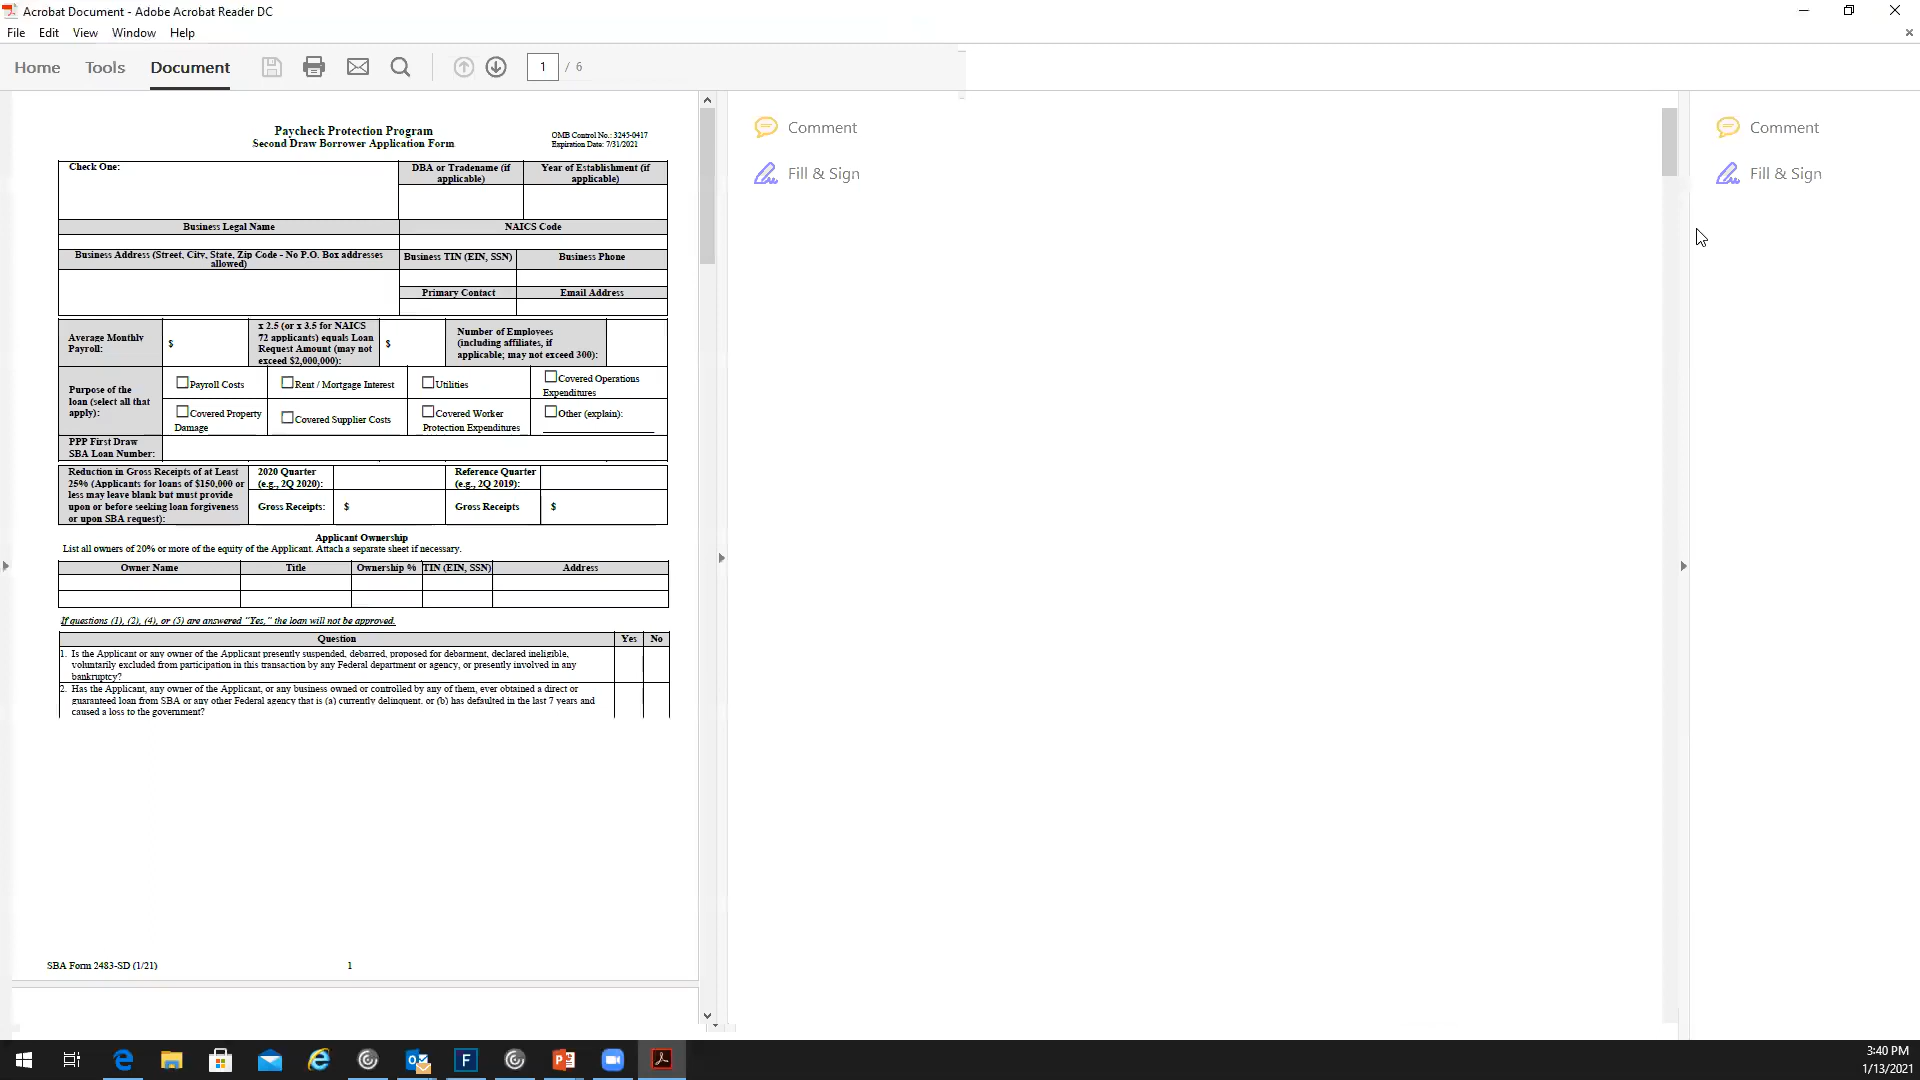 Acrobat Document - Adobe Acrobat Reader DC
File Edit View Window Help
Home Tools Document 1 / 6
Paycheck Protection Program
Second Draw Borrower Application Form
OMB Control No.: 3245-0417
Expiration Date: 7/31/2021
Check One:
DBA or Tradename (if
applicable)
Year of Establishment (if
applicable)
Business Legal Name
NAICS Code
Business Address (Street, City, State, Zip Code - No P.O. Box addresses
allowed)
Business TIN (EIN, SSN)
Business Phone
Primary Contact
Email Address
Average Monthly
Payroll:
$
x 2.5 (or x 3.5 for NAICS
72 applicants) equals Loan
Request Amount (may not
exceed $2,000,000):
$
Number of Employees
(including affiliates, if
applicable; may not exceed 300):
Purpose of the
loan (select all that
apply):
Payroll Costs
Rent / Mortgage Interest
Utilities
Covered Operations
Expenditures
Covered Property
Damage
Covered Supplier Costs
Covered Worker
Protection Expenditures
Other (explain):
PPP First Draw
SBA Loan Number:
Reduction in Gross Receipts of at Least
25% (Applicants for loans of $150,000 or
less may leave blank but must provide
upon or before seeking loan forgiveness
or upon SBA request):
2020 Quarter
(e.g., 2Q 2020):
Reference Quarter
(e.g., 2Q 2019):
Gross Receipts:
$
Gross Receipts
$
Applicant Ownership
List all owners of 20% or more of the equity of the Applicant. Attach a separate sheet if necessary.
Owner Name Title Ownership % TIN (EIN, SSN) Address
If questions (1), (2), (4), or (5) are answered "Yes," the loan will not be approved.
Question Yes No
1. Is the Applicant or any owner of the Applicant presently suspended, debarred, proposed for debarment, declared ineligible,
voluntarily excluded from participation in this transaction by any Federal department or agency, or presently involved in any
bankruptcy?
2. Has the Applicant, any owner of the Applicant, or any business owned or controlled by any of them, ever obtained a direct or
guaranteed loan from SBA or any other Federal agency that is (a) currently delinquent, or (b) has defaulted in the last 7 years and
caused a loss to the government?
SBA Form 2483-SD (1/21)
1
Comment
Fill & Sign
Comment
Fill & Sign
3:40 PM
1/13/2021